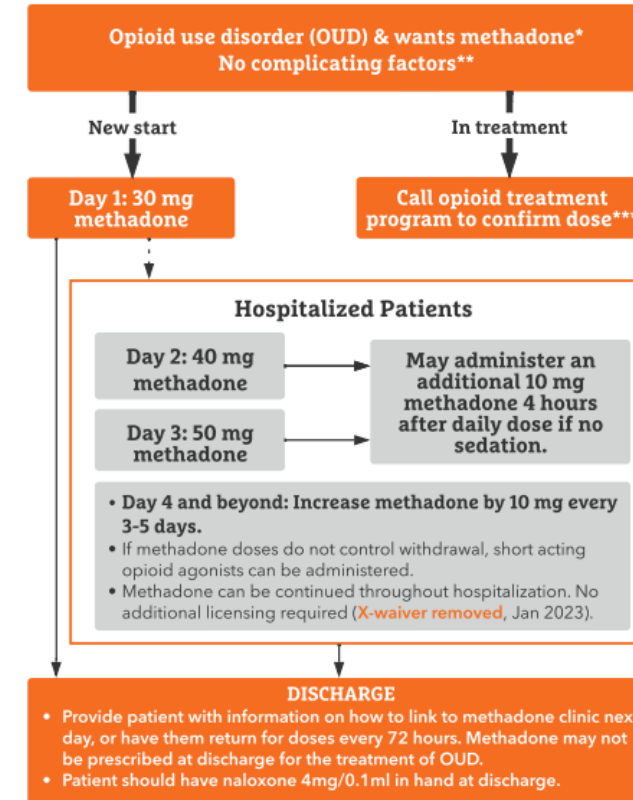 Opioid use disorder (OUD) & wants methadone*
No complicating factors**
New start
In treatment
Day 1: 30 mg
methadone
Call opioid treatment
program to confirm dose***
Hospitalized Patients
Day 2: 40 mg
methadone
May administer an
additional 10 mg
methadone 4 hours
after daily dose if no
sedation.
Day 3: 50 mg
methadone
• Day 4 and beyond: Increase methadone by 10 mg every
3-5 days.
• If methadone doses do not control withdrawal, short acting
opioid agonists can be administered.
• Methadone can be continued throughout hospitalization. No
additional licensing required (X-waiver removed, Jan 2023).
DISCHARGE
• Provide patient with information on how to link to methadone clinic nex
day, or have them return for doses every 72 hours. Methadone may not
be prescribed at discharge for the treatment of OUD.
• Patient should have naloxone 4mg/0.1ml in hand at discharge.